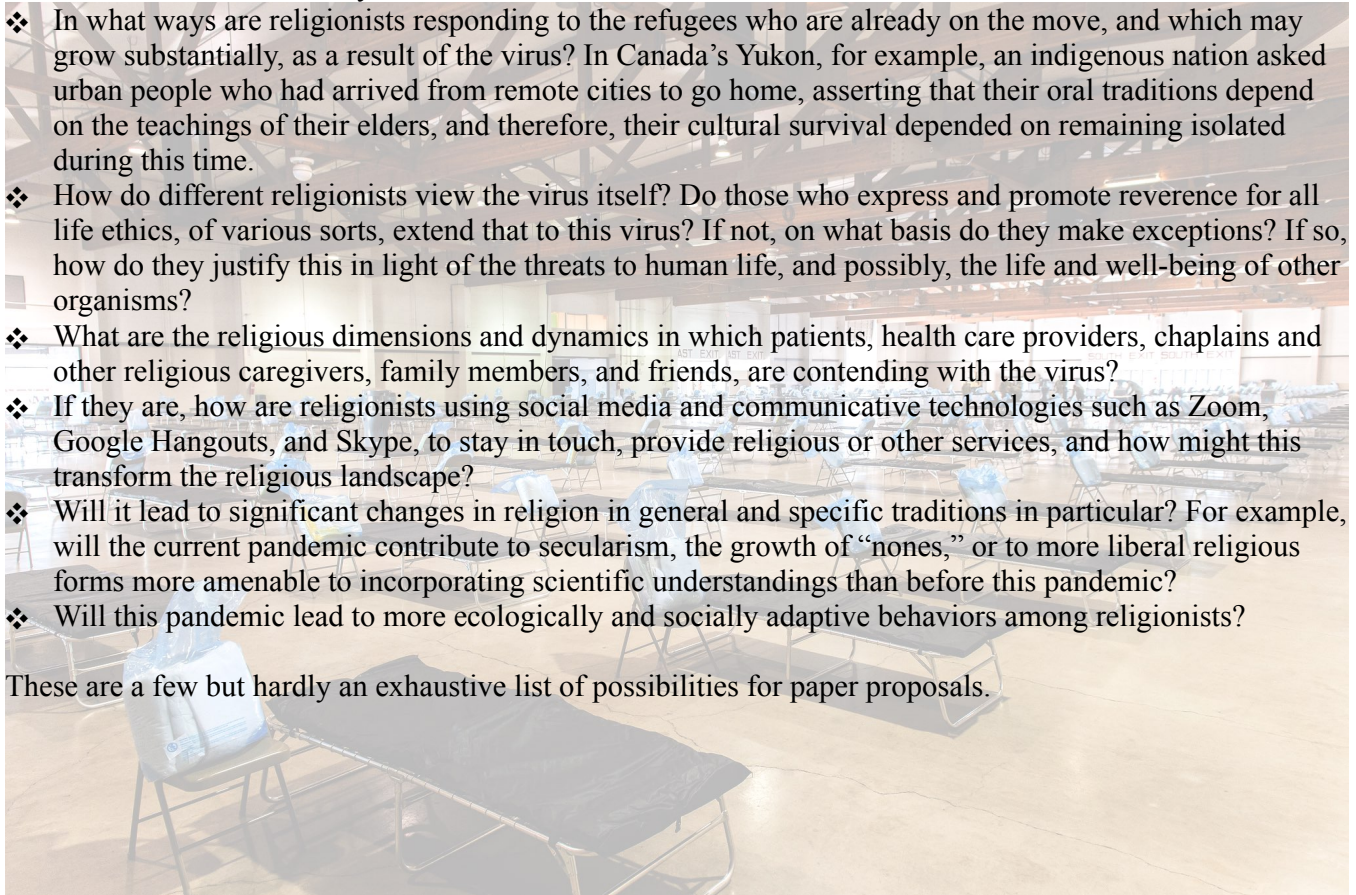 ❖ In what ways are religionists responding to the refugees who are already on the move, and which may
grow substantially, as a result of the virus? In Canada’s Yukon, for example, an indigenous nation asked
urban people who had arrived from remote cities to go home, asserting that their oral traditions depend
on the teachings of their elders, and therefore, their cultural survival depended on remaining isolated
during this time.
❖ How do different religionists view the virus itself? Do those who express and promote reverence for all
life ethics, of various sorts, extend that to this virus? If not, on what basis do they make exceptions? If so,
how do they justify this in light of the threats to human life, and possibly, the life and well-being of other
organisms?
❖ What are the religious dimensions and dynamics in which patients, health care providers, chaplains and
other religious caregivers, family members, and friends, are contending with the virus?
❖ If they are, how are religionists using social media and communicative technologies such as Zoom,
Google Hangouts, and Skype, to stay in touch, provide religious or other services, and how might this
transform the religious landscape?
❖ Will it lead to significant changes in religion in general and specific traditions in particular? For example,
will the current pandemic contribute to secularism, the growth of “nones,” or to more liberal religious
forms more amenable to incorporating scientific understandings than before this pandemic?
❖ Will this pandemic lead to more ecologically and socially adaptive behaviors among religionists?
These are a few but hardly an exhaustive list of possibilities for paper proposals.
AST EXIT AST EXIT
SOUTH EXIT SOUTH EXIT